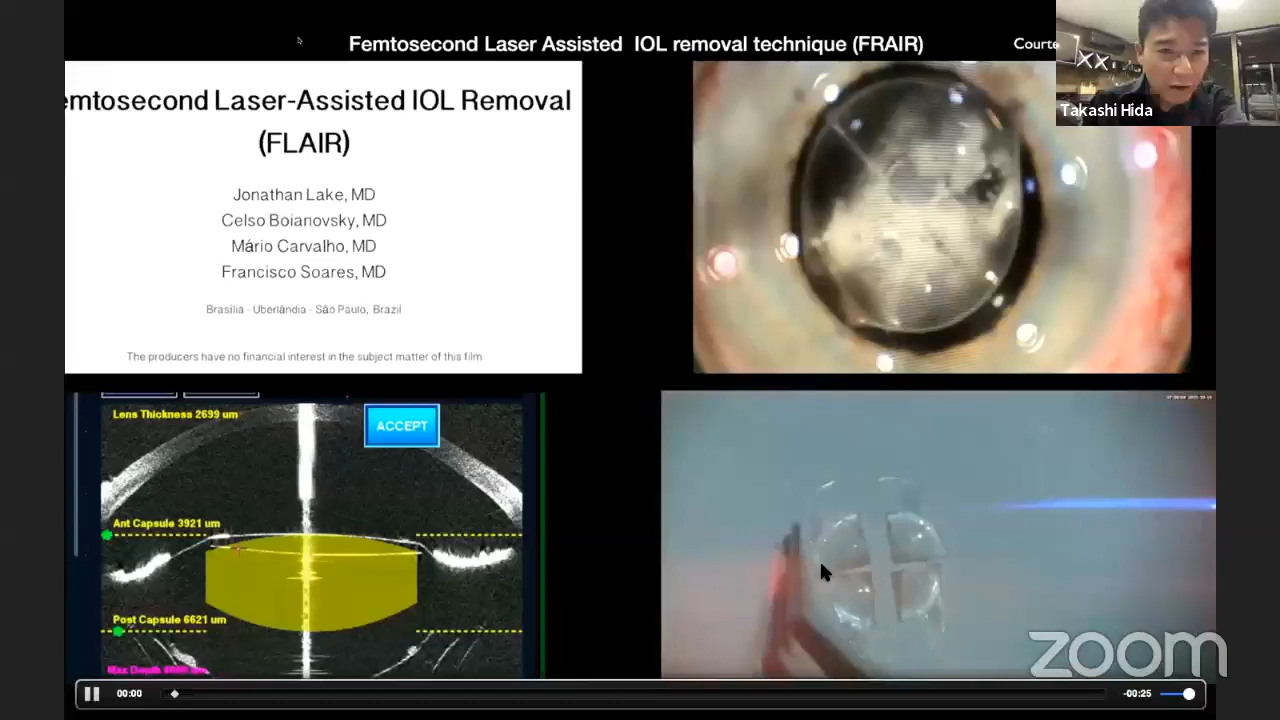 Femtosecond Laser Assisted IOL removal technique (FRAIR)
Courte
Takashi Hida
emtosecond Laser-Assisted IOL Removal
(FLAIR)
Jonathan Lake, MD
Celso Boianovsky, MD
Mário Carvalho, MD
Francisco Soares, MD
Brasília - Uberlândia - São Paulo, Brazil
The producers have no financial interest in the subject matter of this film
Lens Thickness 2699 um
ACCEPT
Ant Capsule 3921 um
Post Capsule 6621 um
Max Depth
zoom
00:00
-00:25